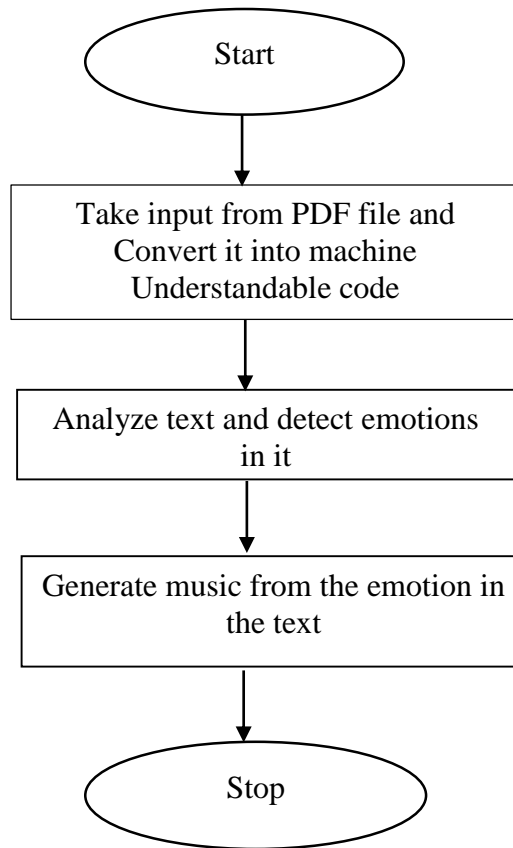 Start
Take input from PDF file and
Convert it into machine
Understandable code
Analyze text and detect emotions
in it
Generate music from the emotion in
the text
Stop